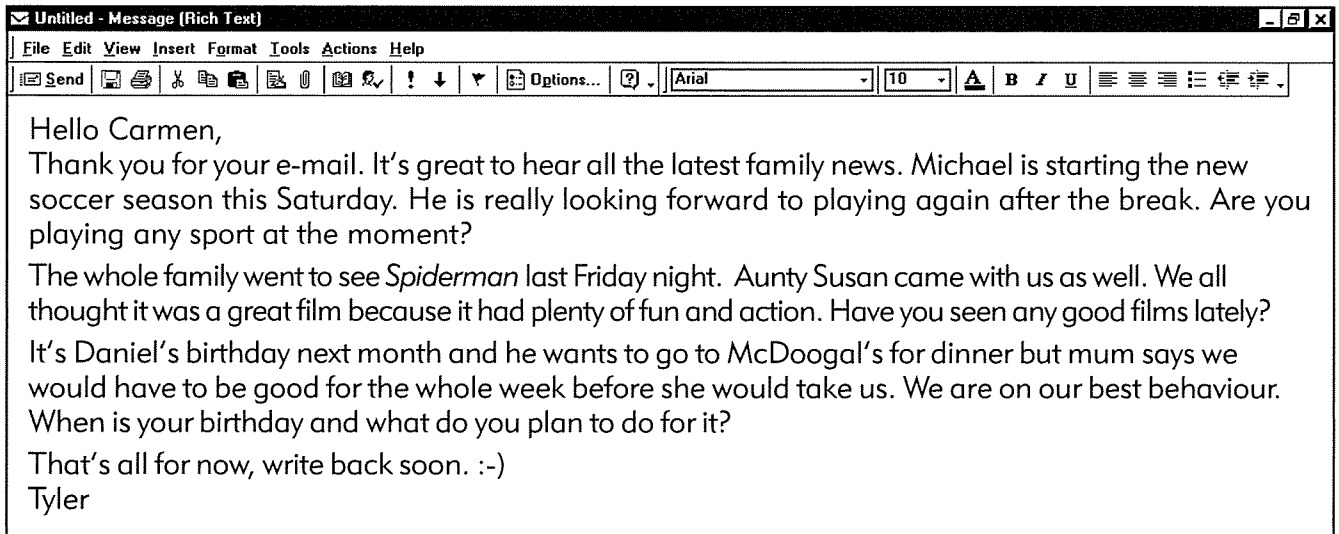 Untitled - Message (Rich Text)
File Edit View Insert Format Tools Actions Help
Send Options... Arial 10 A B I U
Hello Carmen,
Thank you for your e-mail. It's great to hear all the latest family news. Michael is starting the new
soccer season this Saturday. He is really looking forward to playing again after the break. Are you
playing any sport at the moment?
The whole family went to see Spiderman last Friday night. Aunty Susan came with us as well. We all
thought it was a great film because it had plenty of fun and action. Have you seen any good films lately?
It's Daniel's birthday next month and he wants to go to McDoogal's for dinner but mum says we
would have to be good for the whole week before she would take us. We are on our best behaviour.
When is your birthday and what do you plan to do for it?
That's all for now, write back soon. :-)
Tyler